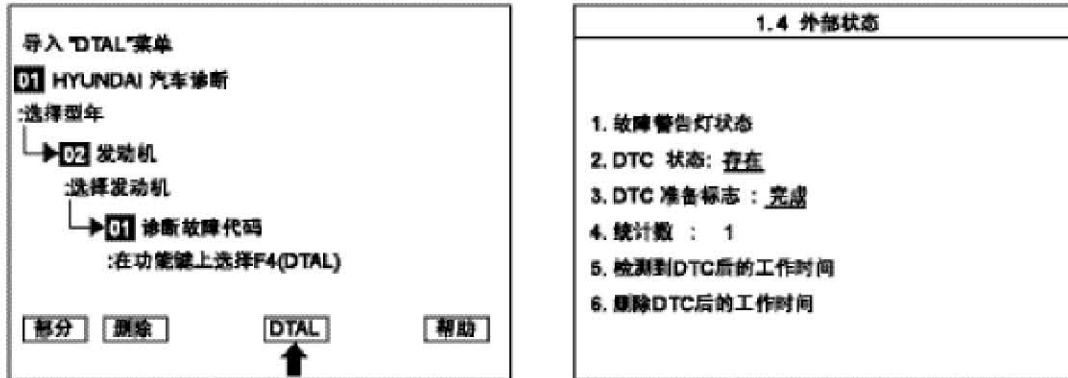 导入 "DTAL"菜单
01 HYUNDAI 汽车诊断
:选择型年
02 发动机
:选择发动机
01 诊断故障代码
:在功能键上选择F4(DTAL)
部分 删除 DTAL 帮助
1.4 外部状态
1. 故障警告灯状态
2. DTC 状态: 存在
3. DTC 准备标志 : 完成
4. 统计数 : 1
5. 检测到DTC后的工作时间
6. 删除DTC后的工作时间